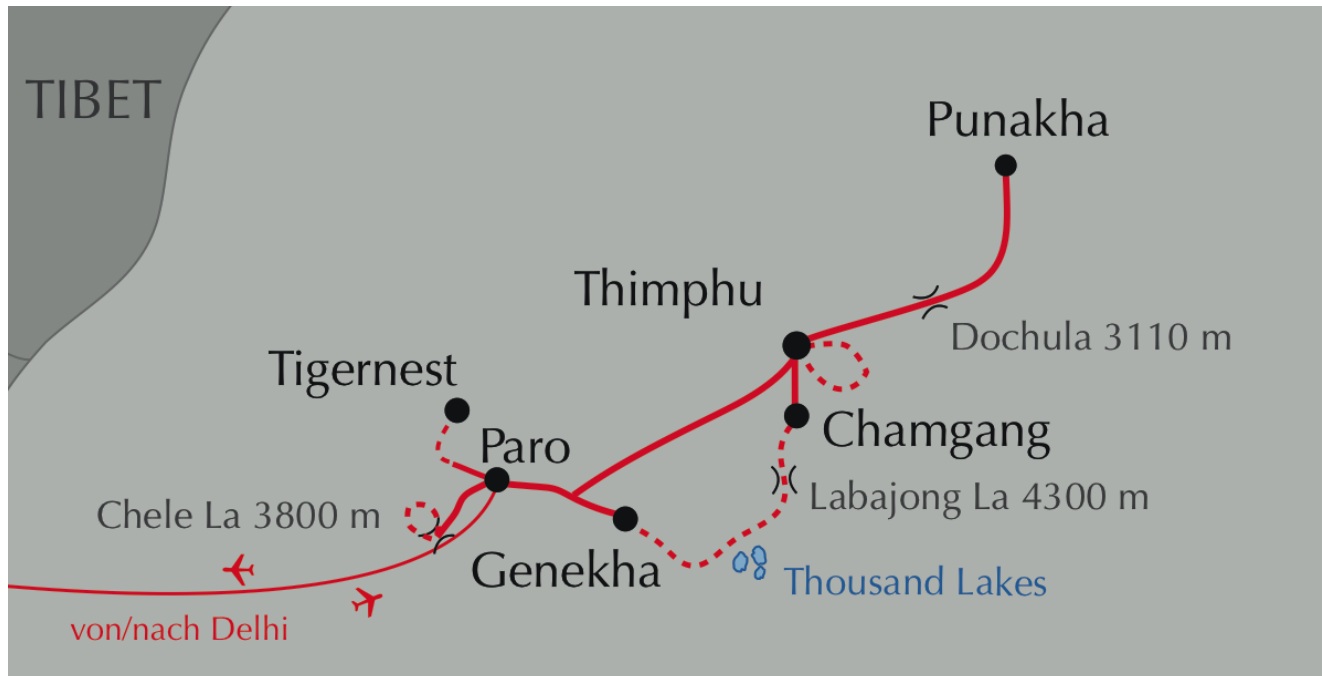 TIBET
Punakha
Thimphu
Dochula 3110 m
Tigernest
Paro
Chamgang
Chele La 3800 m
Labajong La 4300 m
Genekha
Thousand Lakes
von/nach Delhi